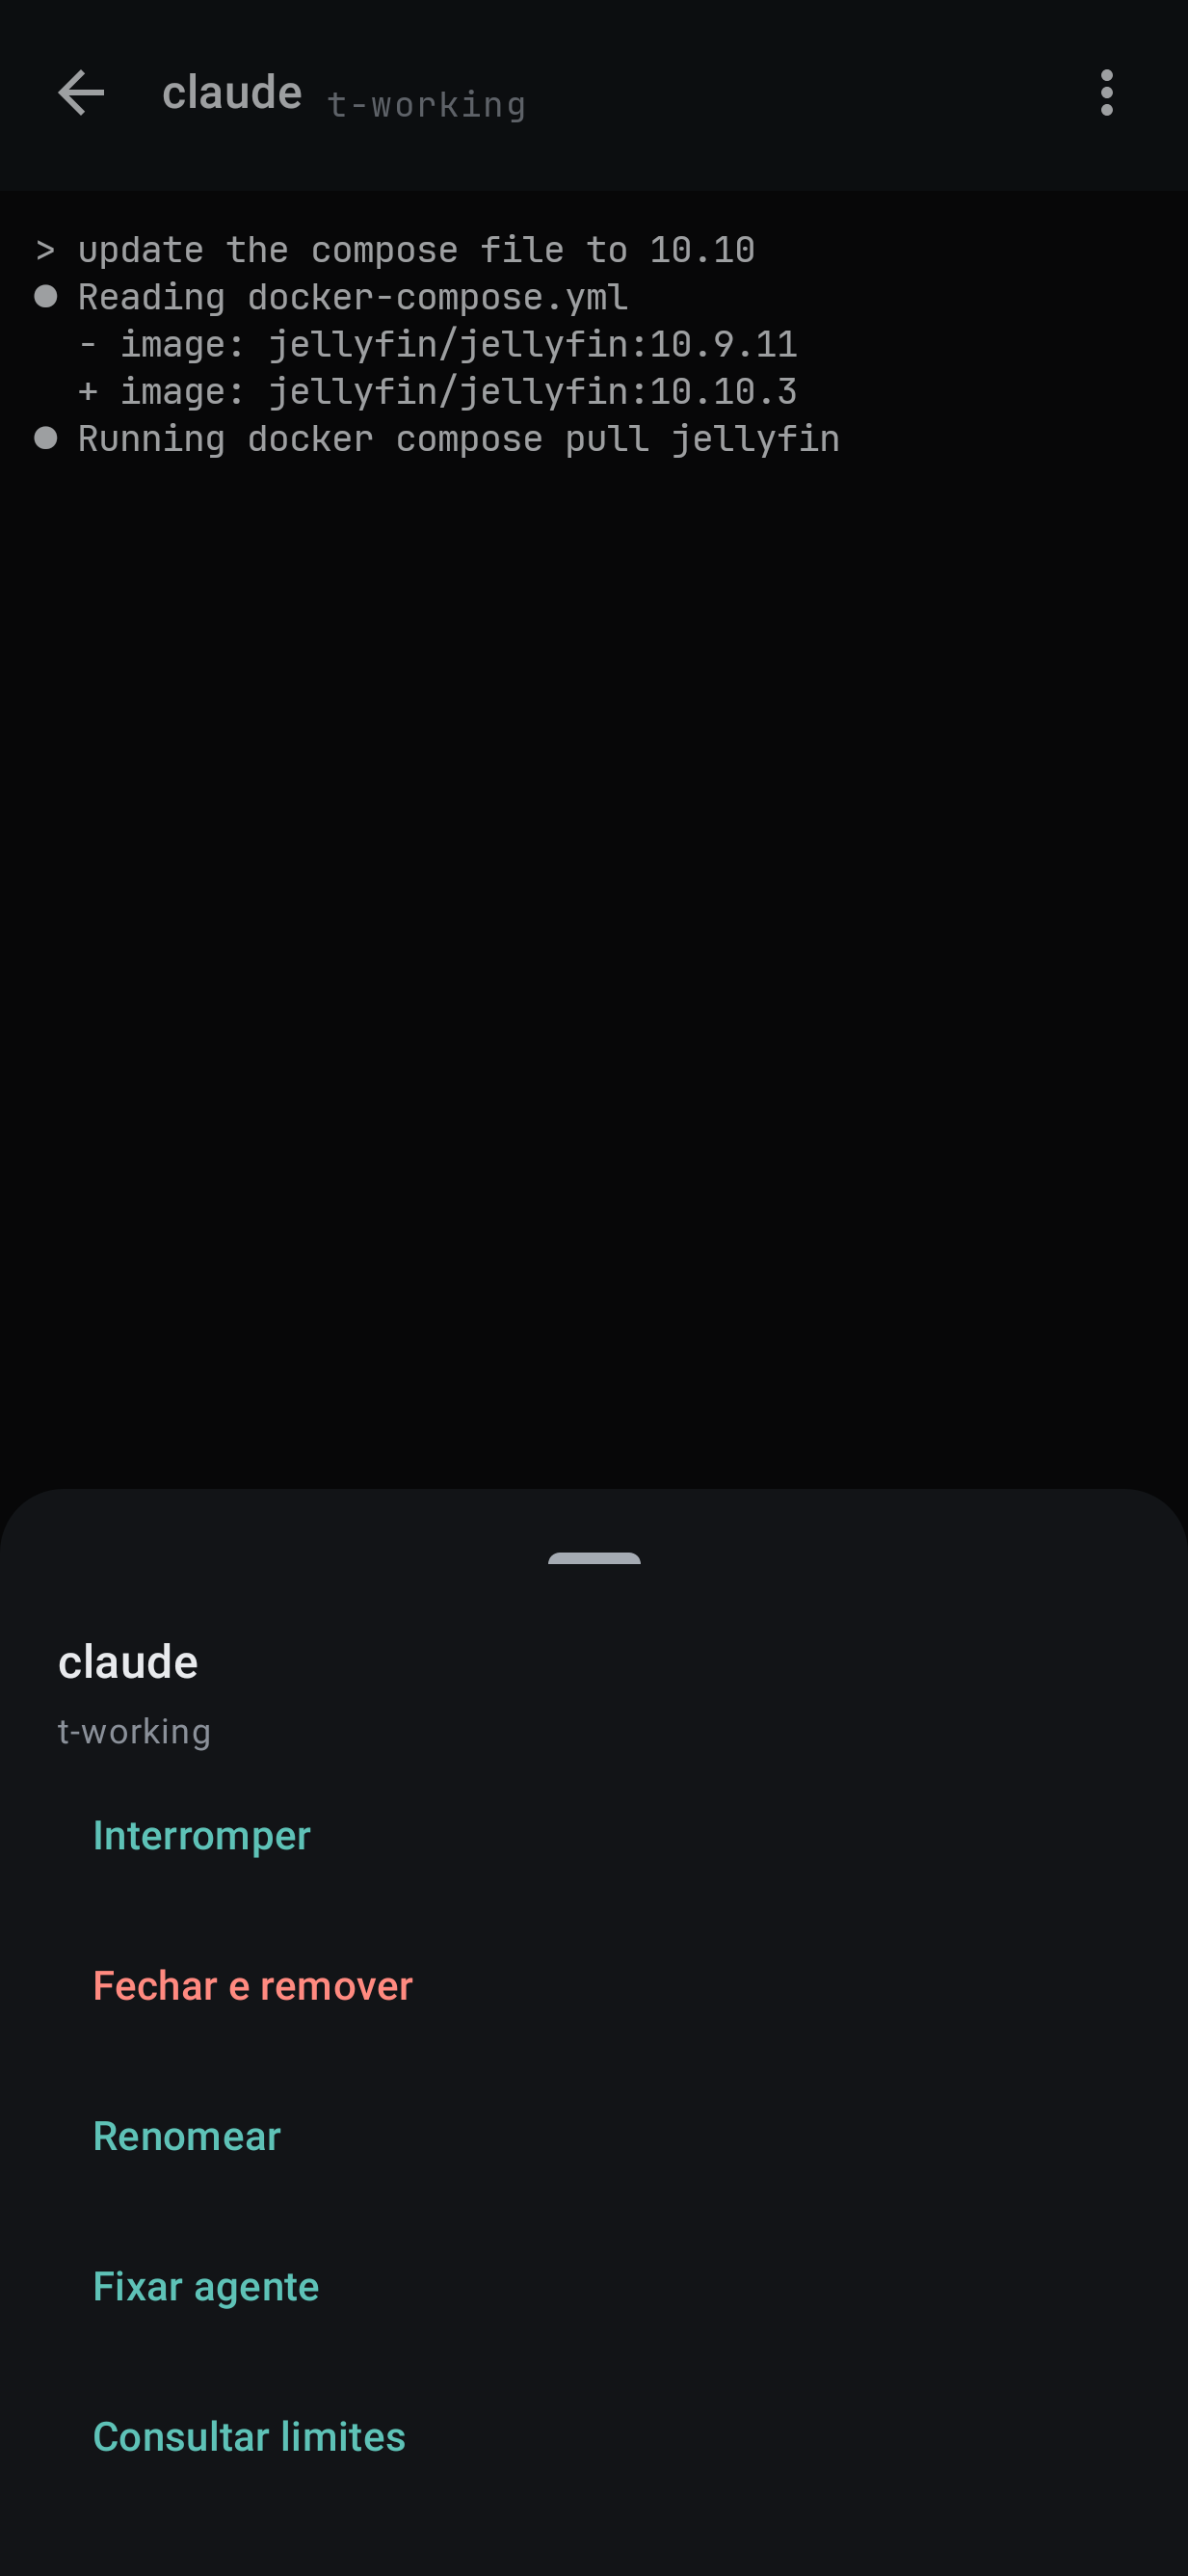 claude t-working
> update the compose file to 10.10
● Reading docker-compose.yml
- image: jellyfin/jellyfin:10.9.11
+ image: jellyfin/jellyfin:10.10.3
● Running docker compose pull jellyfin
claude
t-working
Interromper
Fechar e remover
Renomear
Fixar agente
Consultar limites